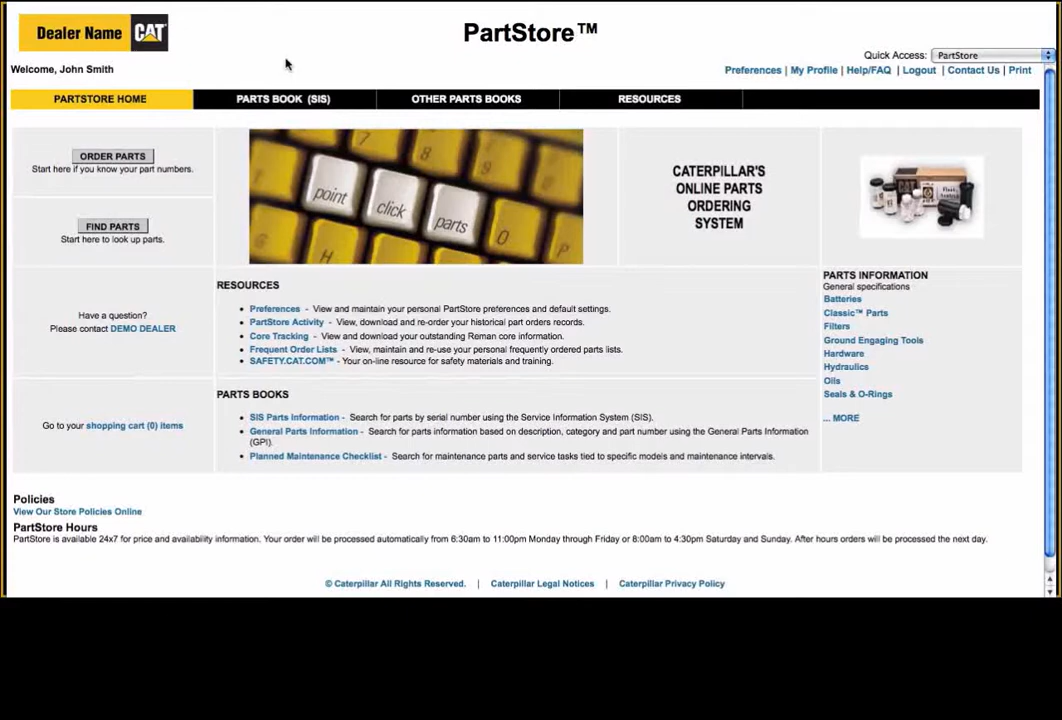 Dealer Name CAT
PartStore™
Quick Access: PartStore
Welcome, John Smith
Preferences | My Profile | Help/FAQ | Logout | Contact Us | Print
PARTSTORE HOME
PARTS BOOK (SIS)
OTHER PARTS BOOKS
RESOURCES
ORDER PARTS
Start here if you know your part numbers.
FIND PARTS
Start here to look up parts.
7
8
9
point
click
parts
0
P
G
H
CATERPILLAR'S
ONLINE PARTS
ORDERING
SYSTEM
Have a question?
Please contact DEMO DEALER
Go to your shopping cart (0) items
RESOURCES
• Preferences - View and maintain your personal PartStore preferences and default settings.
• PartStore Activity - View, download and re-order your historical part orders records.
• Core Tracking - View and download your outstanding Reman core information.
• Frequent Order Lists - View, maintain and re-use your personal frequently ordered parts lists.
• SAFETY.CAT.COM™ - Your on-line resource for safety materials and training.
PARTS BOOKS
• SIS Parts Information - Search for parts by serial number using the Service Information System (SIS).
• General Parts Information - Search for parts information based on description, category and part number using the General Parts Information
(GPI).
• Planned Maintenance Checklist - Search for maintenance parts and service tasks tied to specific models and maintenance intervals.
PARTS INFORMATION
General specifications
Batteries
Classic™ Parts
Filters
Ground Engaging Tools
Hardware
Hydraulics
Oils
Seals & O-Rings
... MORE
Policies
View Our Store Policies Online
PartStore Hours
PartStore is available 24x7 for price and availability information. Your order will be processed automatically from 6:30am to 11:00pm Monday through Friday or 8:00am to 4:30pm Saturday and Sunday. After hours orders will be processed the next day.
© Caterpillar All Rights Reserved. | Caterpillar Legal Notices | Caterpillar Privacy Policy